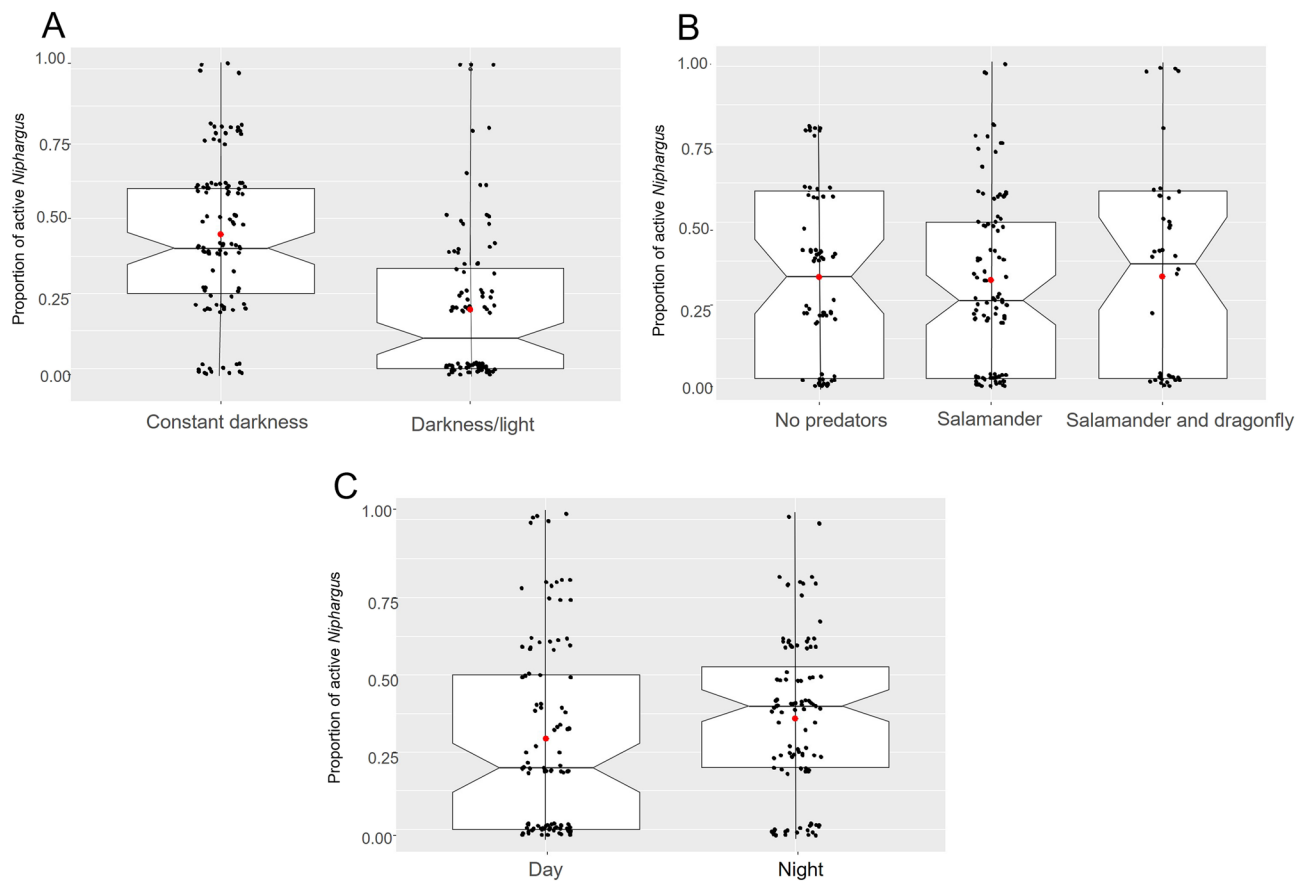 A
Proportion of active Niphargus
1.00
0.75
0.50
0.25
0.00
Constant darkness
Darkness/light
B
Proportion of active Niphargus
1.00
0.75
0.50
0.25
0.00
No predators
Salamander
Salamander and dragonfly
C
Proportion of active Niphargus
1.00
0.75
0.50
0.25
0.00
Day
Night